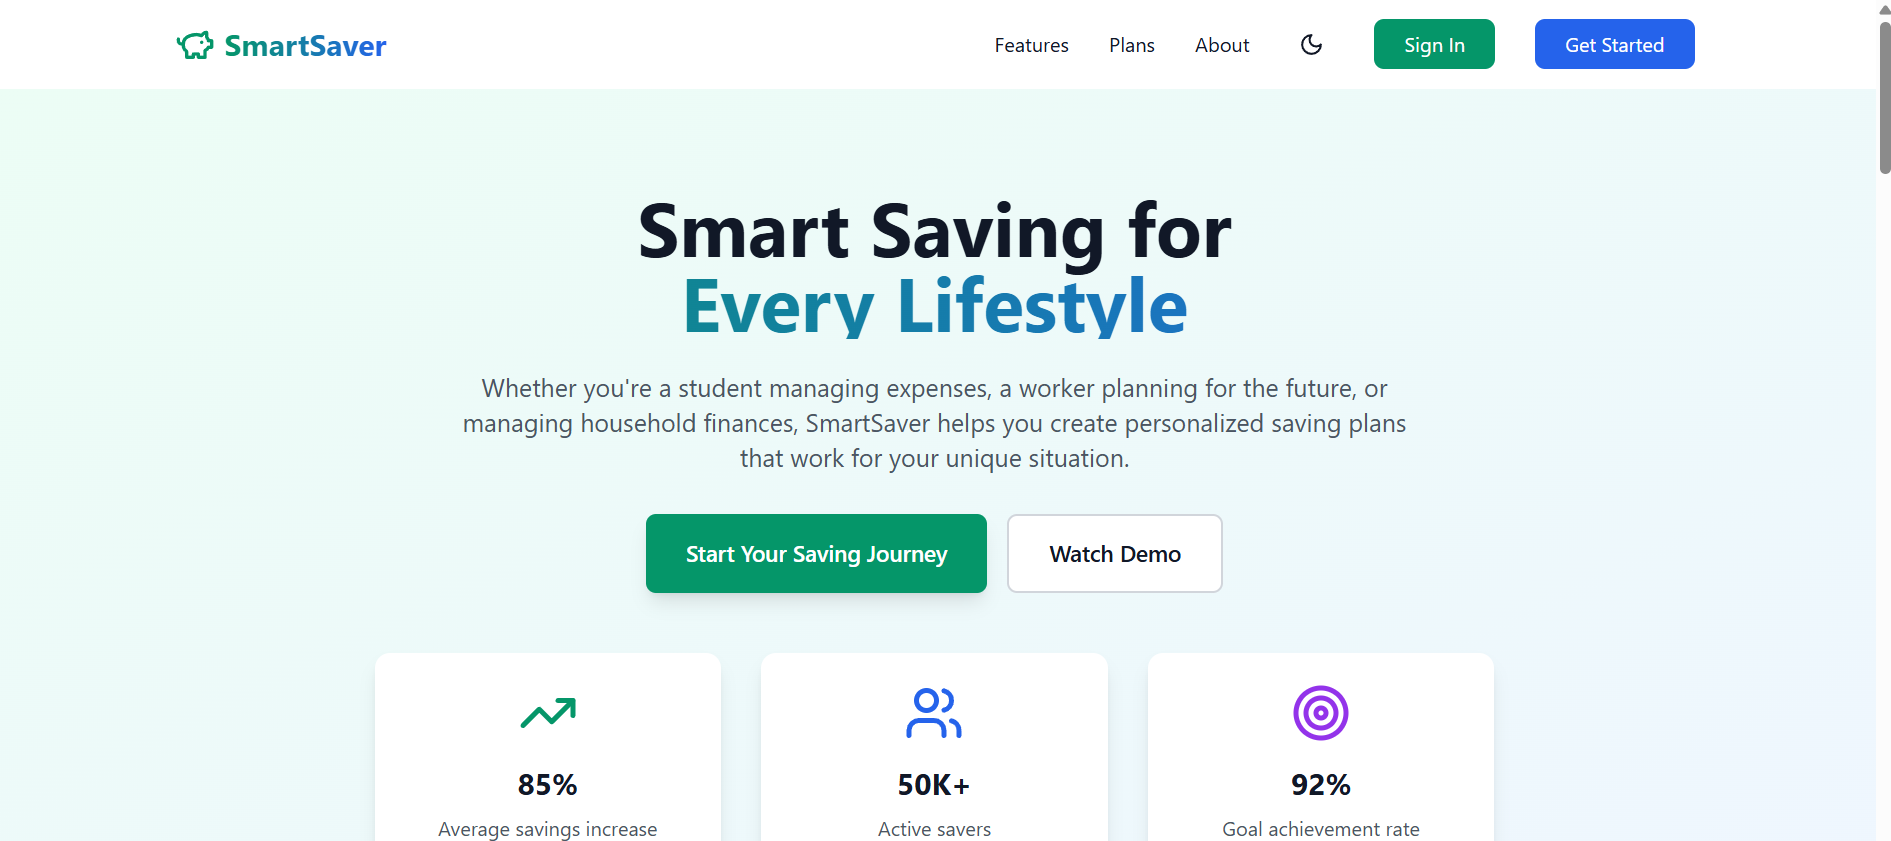 SmartSaver
Features
Plans
About
Sign In
Get Started
Smart Saving for
Every Lifestyle
Whether you're a student managing expenses, a worker planning for the future, or
managing household finances, SmartSaver helps you create personalized saving plans
that work for your unique situation.
Start Your Saving Journey
Watch Demo
85%
Average savings increase
50K+
Active savers
92%
Goal achievement rate